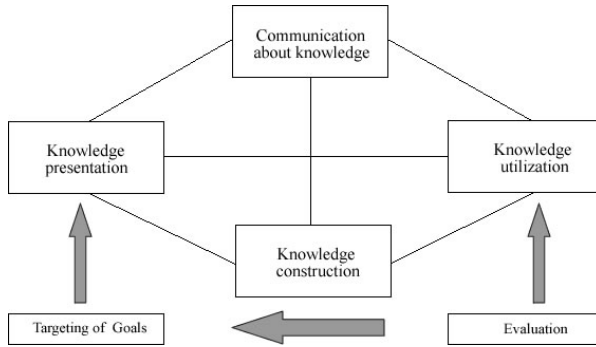 Communication
about knowledge
Knowledge
presentation
Knowledge
utilization
Knowledge
construction
Targeting of Goals
Evaluation